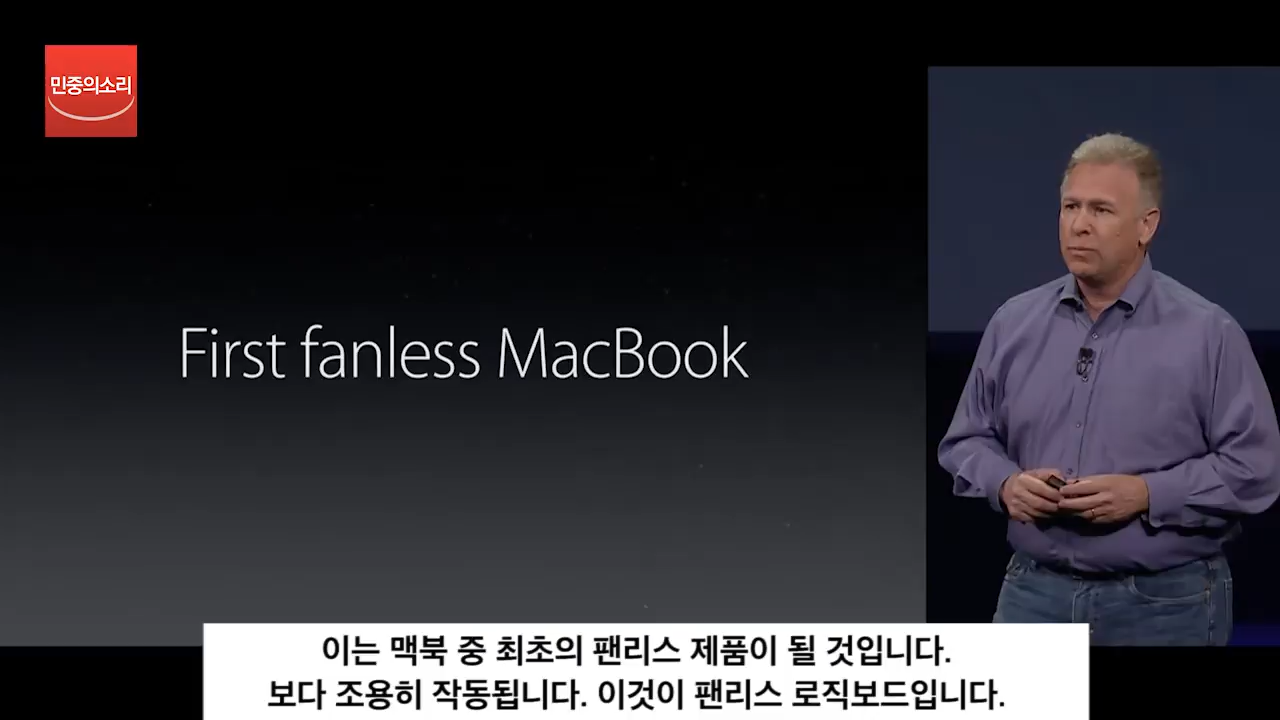 민중의소리
First fanless MacBook
이는 맥북 중 최초의 팬리스 제품이 될 것입니다.
보다 조용히 작동됩니다. 이것이 팬리스 로직보드입니다.